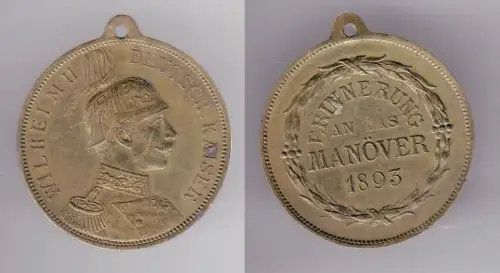 WILHELM II DEUTSCH. KAISER
ERINNERUNG
AN DAS
MANÖVER
1893